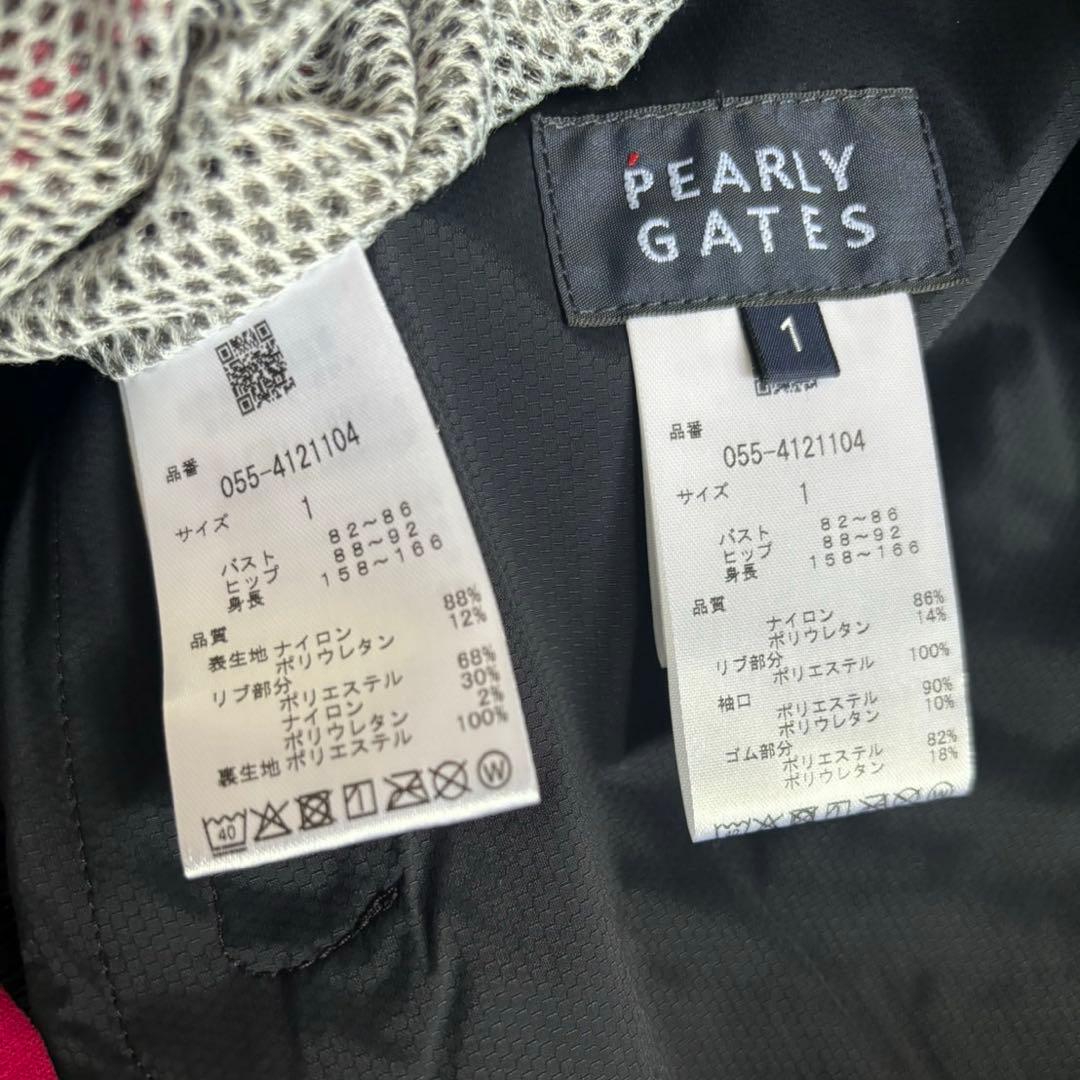 PEARLY
GATES
1
品番
055-4121104
サイズ 1
バスト 82～86
ヒップ 88～92
身長 158～166
品質
表生地 ナイロン 88%
ポリウレタン 12%
リブ部分
ポリエステル 68%
ナイロン 30%
ポリウレタン 2%
裏生地 ポリエステル 100%
40
W
品番
055-4121104
サイズ 1
バスト 82～86
ヒップ 88～92
身長 158～166
品質
ナイロン 86%
ポリウレタン 14%
リブ部分
ポリエステル 100%
袖口
ポリエステル 90%
ポリウレタン 10%
ゴム部分
ポリエステル 82%
ポリウレタン 18%